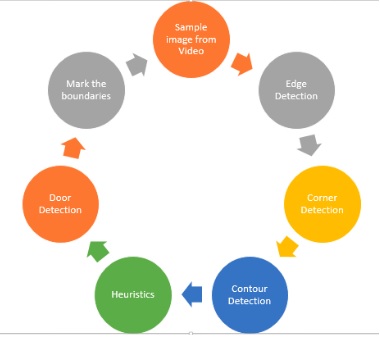 Sample
image from
Video
Edge
Detection
Corner
Detection
Contour
Detection
Heuristics
Door
Detection
Mark the
boundaries